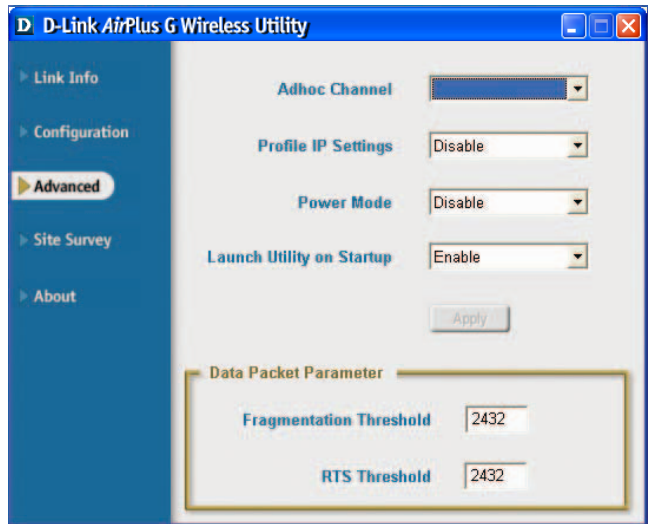 D D-Link AirPlus G Wireless Utility
Link Info
Configuration
Advanced
Site Survey
About
Adhoc Channel
Profile IP Settings Disable
Power Mode Disable
Launch Utility on Startup Enable
Apply
Data Packet Parameter
Fragmentation Threshold 2432
RTS Threshold 2432